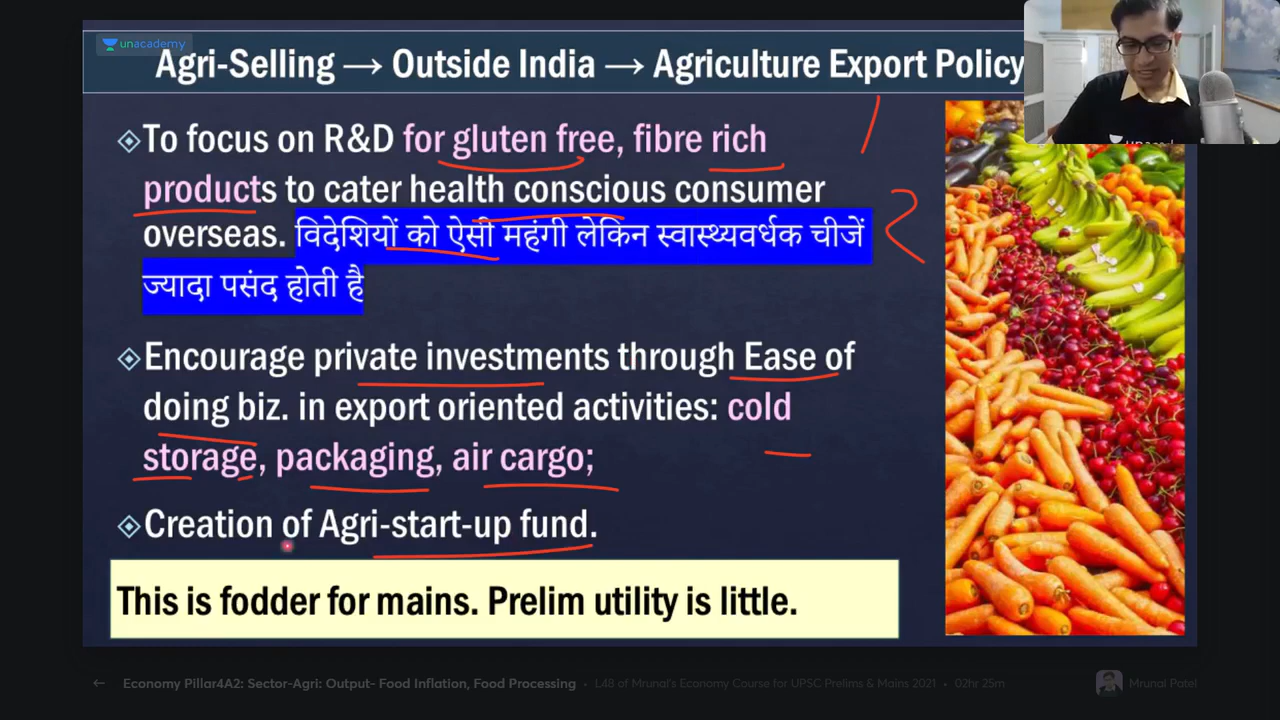 unacademy
Agri-Selling → Outside India → Agriculture Export Policy
To focus on R&D for gluten free, fibre rich
products to cater health conscious consumer
overseas. विदेशियों को ऐसी महंगी लेकिन स्वास्थ्यवर्धक चीजें
ज्यादा पसंद होती है
Encourage private investments through Ease of
doing biz. in export oriented activities: cold
storage, packaging, air cargo;
Creation of Agri-start-up fund.
This is fodder for mains. Prelim utility is little.
← Economy Pillar4A2: Sector-Agri: Output- Food Inflation, Food Processing • L48 of Mrunal's Economy Course for UPSC Prelims & Mains 2021 • 02hr 25m
Mrunal Patel